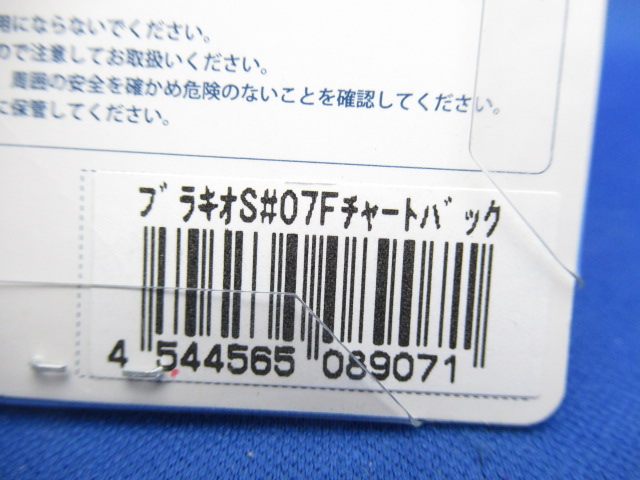 用にならないでください。
ので注意してお取扱いください。
周囲の安全を確かめ危険のないことを確認してください。
に保管してください。
ﾌﾞﾗｷｵS#07Fﾁｬｰﾄﾊﾞｯｸ
4 544565 089071